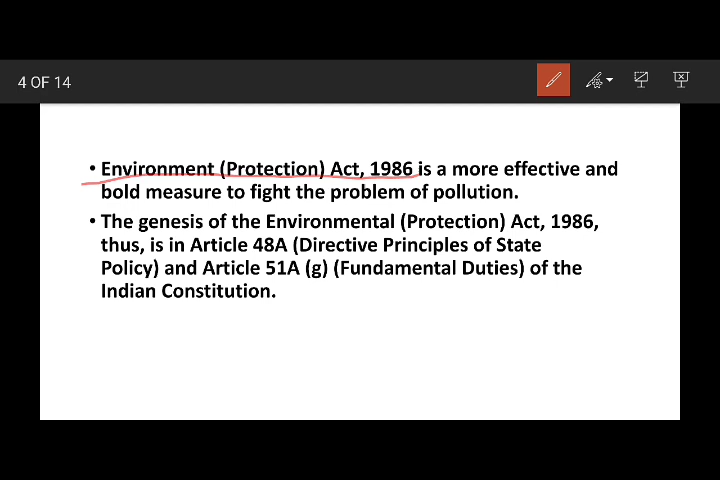 4 OF 14
• Environment (Protection) Act, 1986 is a more effective and
bold measure to fight the problem of pollution.
• The genesis of the Environmental (Protection) Act, 1986,
thus, is in Article 48A (Directive Principles of State
Policy) and Article 51A (g) (Fundamental Duties) of the
Indian Constitution.